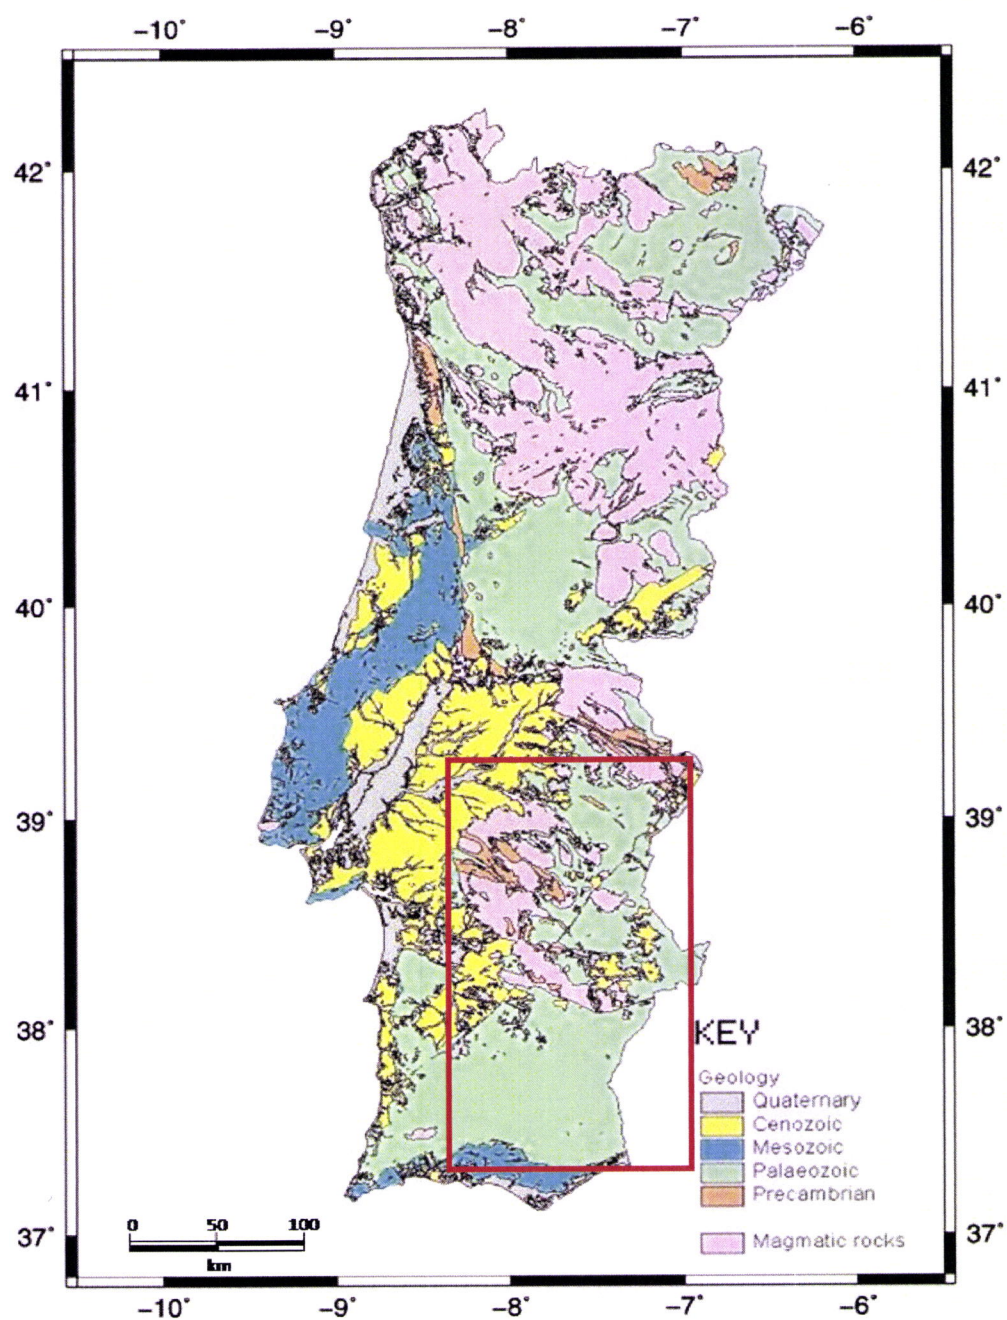 -10° -9° -8° -7° -6°
42° 42°
41° 41°
40° 40°
39° 39°
38° 38°
KEY
Geology
Quaternary
Cenozoic
Mesozoic
Palaeozoic
Precambrian
0 50 100
37° 37°
Magmatic rocks
km
-10° -9° -8° -7° -6°